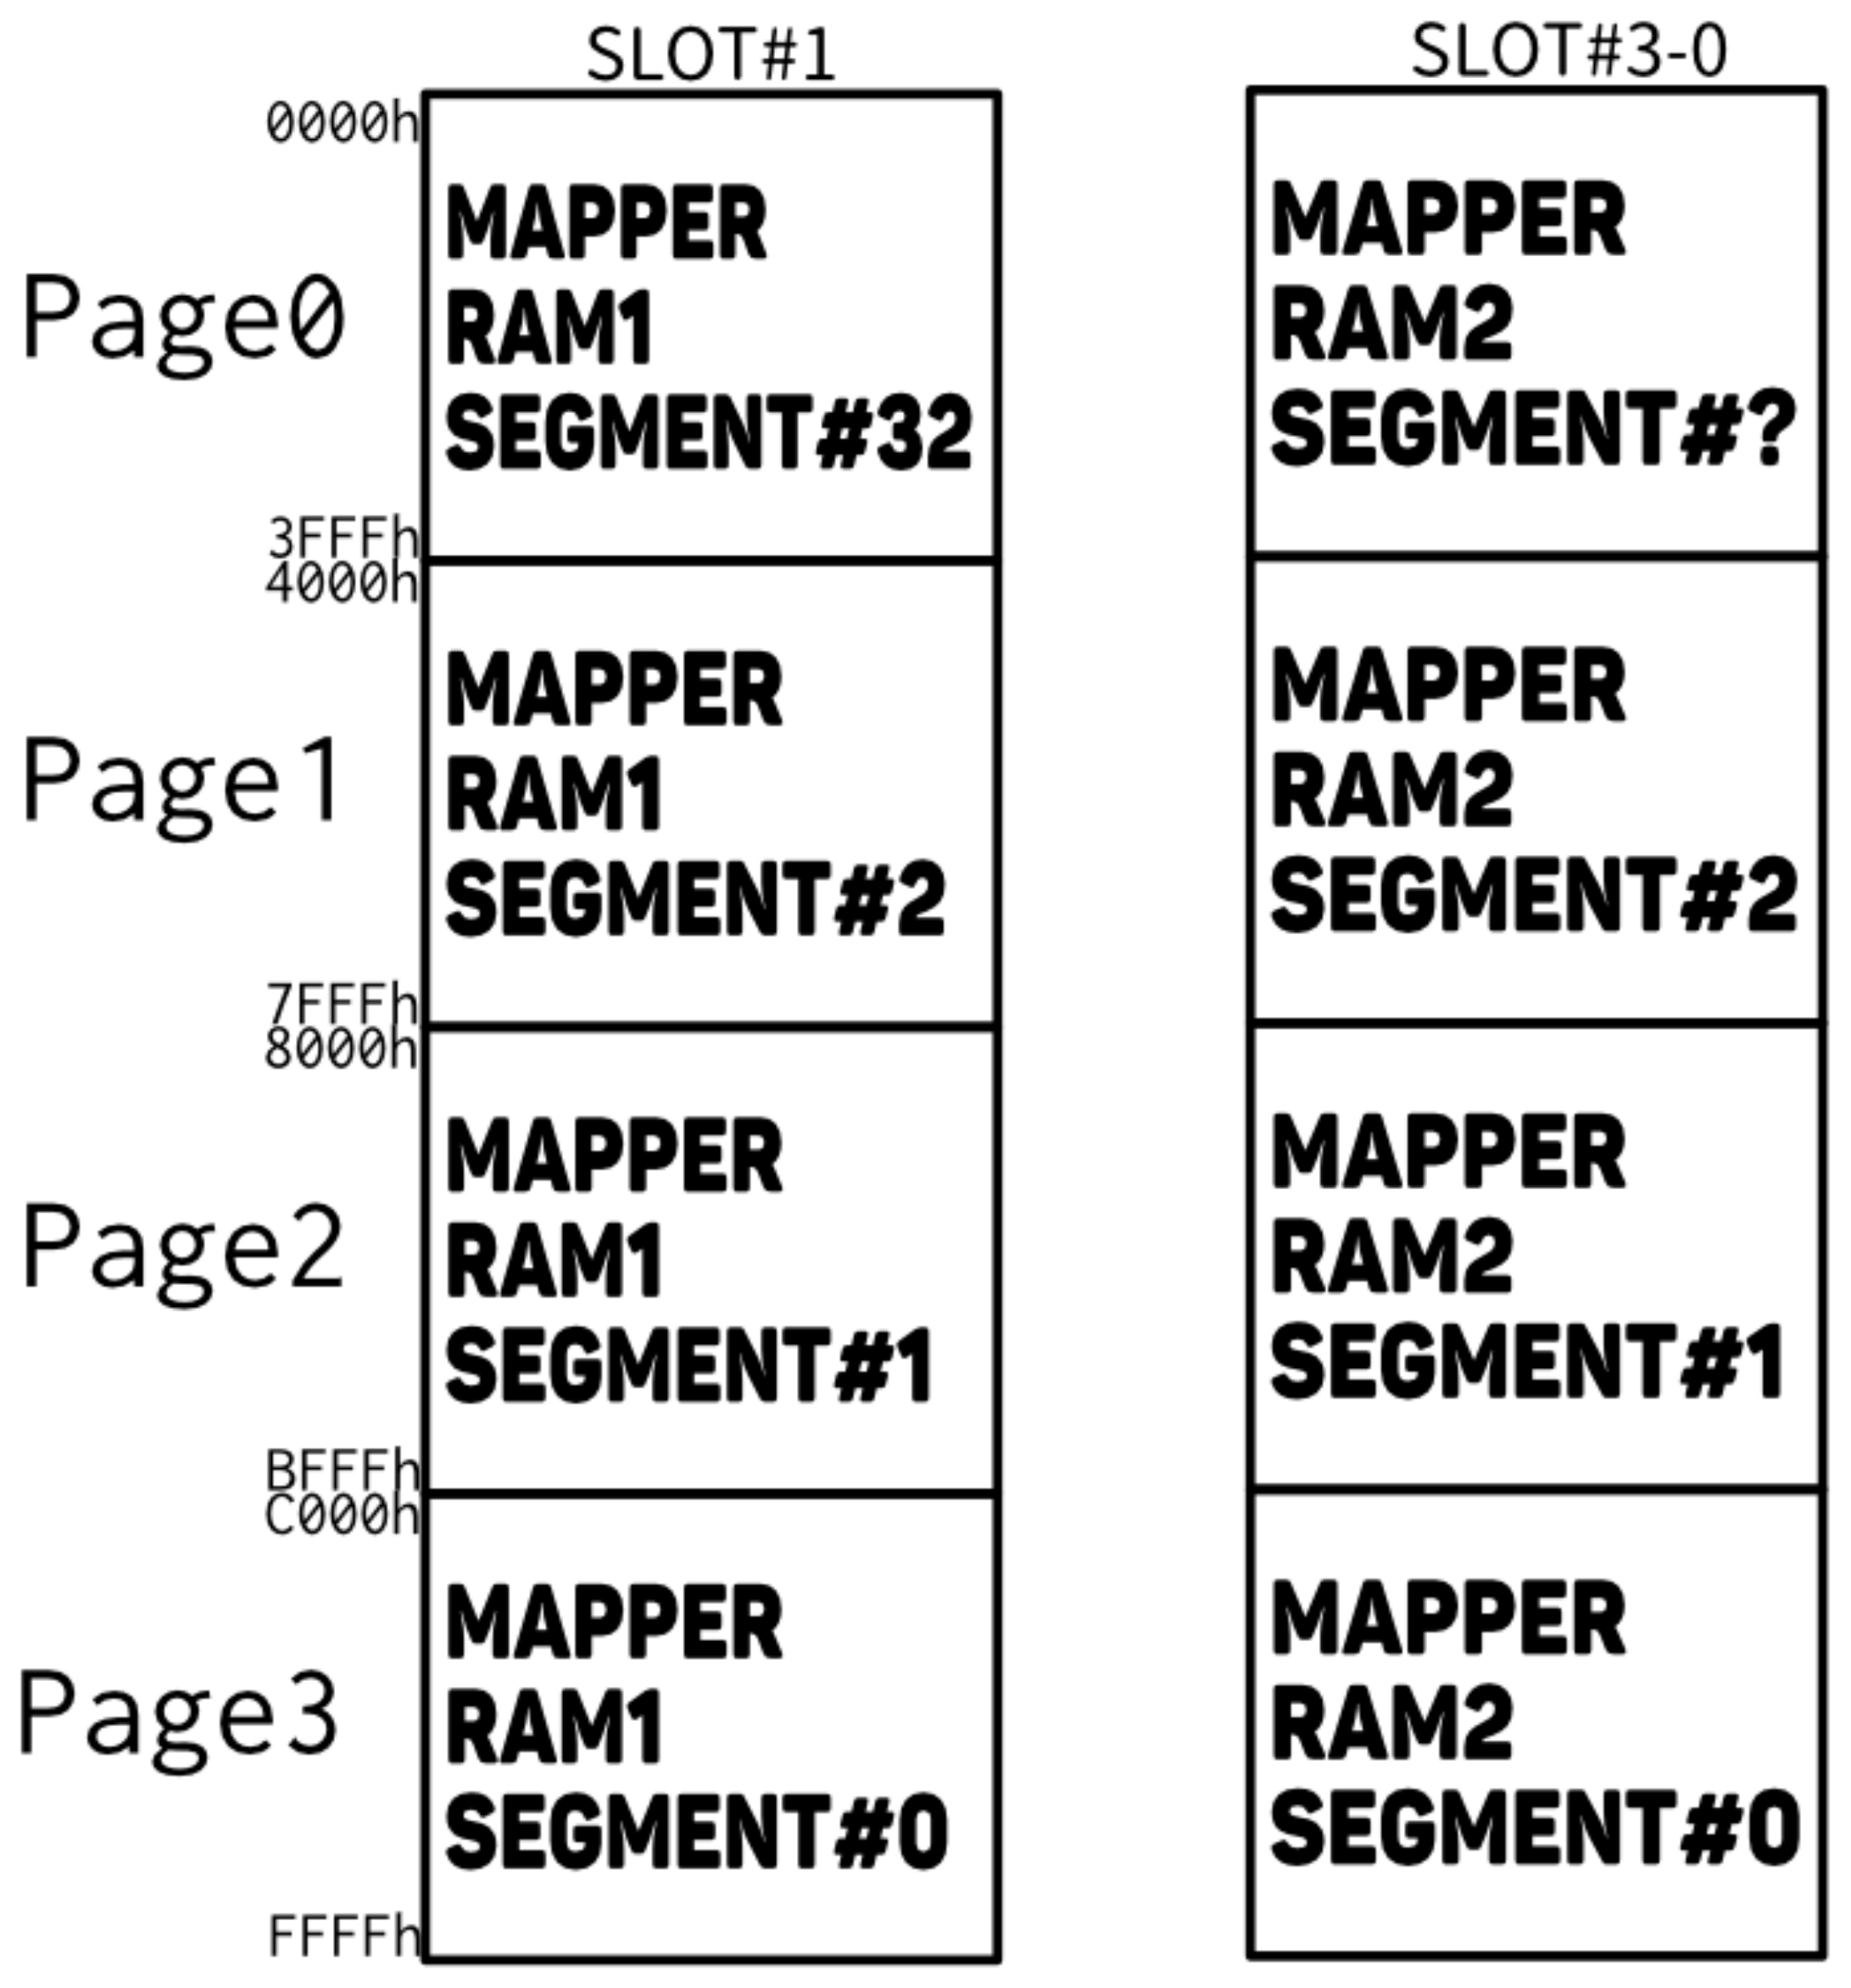 SLOT#1
SLOT#3-0
0000h
Page0
MAPPER
RAM1
SEGMENT#32
MAPPER
RAM2
SEGMENT#?
3FFFh
4000h
Page1
MAPPER
RAM1
SEGMENT#2
MAPPER
RAM2
SEGMENT#2
7FFFh
8000h
Page2
MAPPER
RAM1
SEGMENT#1
MAPPER
RAM2
SEGMENT#1
BFFFh
C000h
Page3
MAPPER
RAM1
SEGMENT#0
MAPPER
RAM2
SEGMENT#0
FFFFh